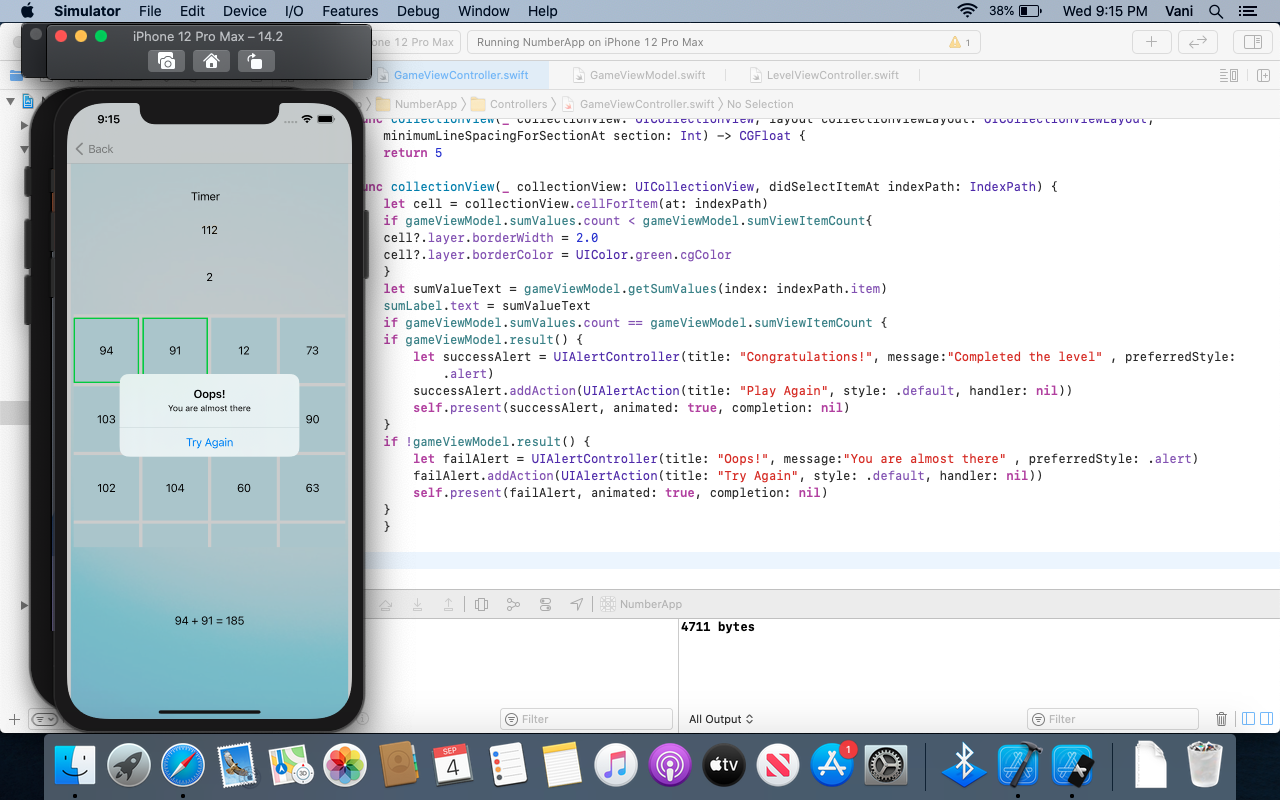 Simulator File Edit Device I/O Features Debug Window Help 38% Wed 9:15 PM Vani
iPhone 12 Pro Max – 14.2
one 12 Pro Max Running NumberApp on iPhone 12 Pro Max 1
GameViewController.swift GameViewModel.swift LevelViewController.swift
NumberApp Controllers GameViewController.swift No Selection
unc collectionView(_ collectionView: UICollectionView, layout collectionViewLayout: UICollectionViewLayout,
minimumLineSpacingForSectionAt section: Int) -> CGFloat {
return 5
unc collectionView(_ collectionView: UICollectionView, didSelectItemAt indexPath: IndexPath) {
let cell = collectionView.cellForItem(at: indexPath)
if gameViewModel.sumValues.count < gameViewModel.sumViewItemCount{
cell?.layer.borderWidth = 2.0
cell?.layer.borderColor = UIColor.green.cgColor
}
let sumValueText = gameViewModel.getSumValues(index: indexPath.item)
sumLabel.text = sumValueText
if gameViewModel.sumValues.count == gameViewModel.sumViewItemCount {
if gameViewModel.result() {
let successAlert = UIAlertController(title: "Congratulations!", message:"Completed the level" , preferredStyle:
.alert)
successAlert.addAction(UIAlertAction(title: "Play Again", style: .default, handler: nil))
self.present(successAlert, animated: true, completion: nil)
}
if !gameViewModel.result() {
let failAlert = UIAlertController(title: "Oops!", message:"You are almost there" , preferredStyle: .alert)
failAlert.addAction(UIAlertAction(title: "Try Again", style: .default, handler: nil))
self.present(failAlert, animated: true, completion: nil)
}
}
9:15
Back
Timer
112
2
94 91 12 73
103 90
Oops!
You are almost there
Try Again
102 104 60 63
94 + 91 = 185
NumberApp
4711 bytes
Filter All Output Filter
SEP
4
3D
tv
1